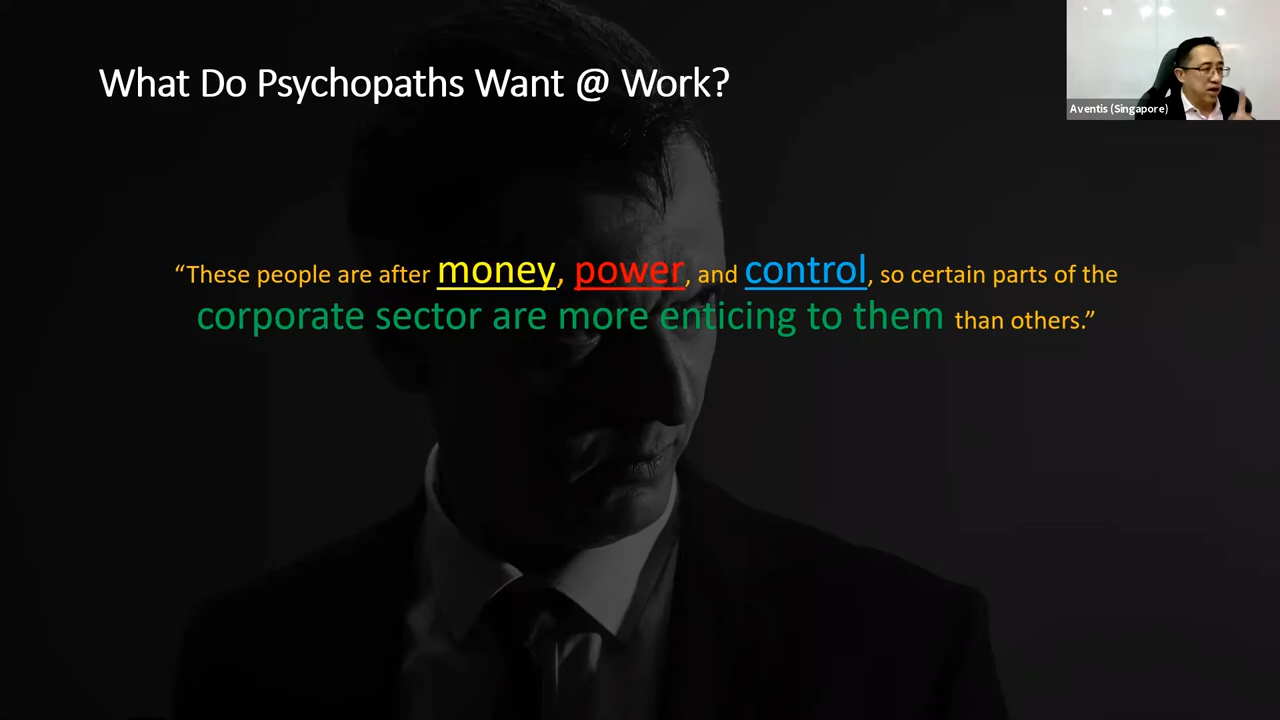 What Do Psychopaths Want @ Work?
Aventis (Singapore)
“These people are after money, power, and control, so certain parts of the
corporate sector are more enticing to them than others.”